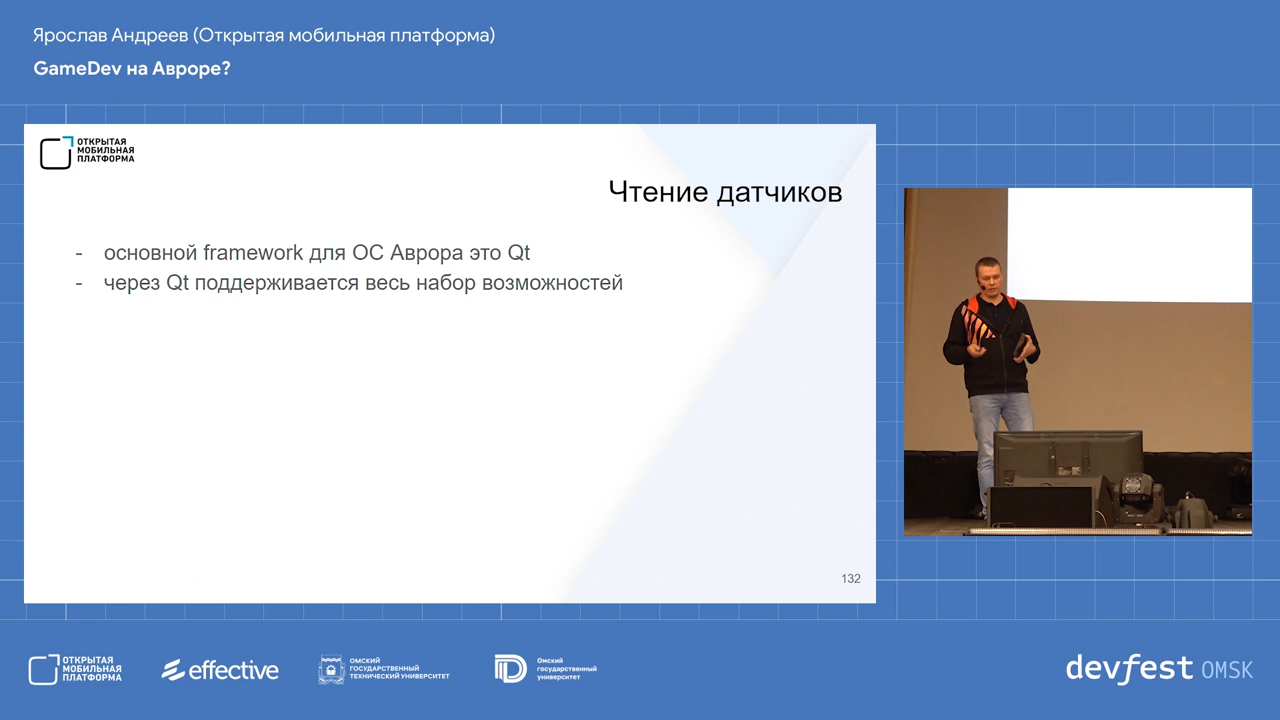 Ярослав Андреев (Открытая мобильная платформа)
GameDev на Авроре?
ОТКРЫТАЯ
МОБИЛЬНАЯ
ПЛАТФОРМА
Чтение датчиков
- основной framework для ОС Аврора это Qt
- через Qt поддерживается весь набор возможностей
132
ОТКРЫТАЯ
МОБИЛЬНАЯ
ПЛАТФОРМА
effective
ОМСКИЙ
ГОСУДАРСТВЕННЫЙ
ТЕХНИЧЕСКИЙ УНИВЕРСИТЕТ
Омский
государственный
университет
devfest OMSK